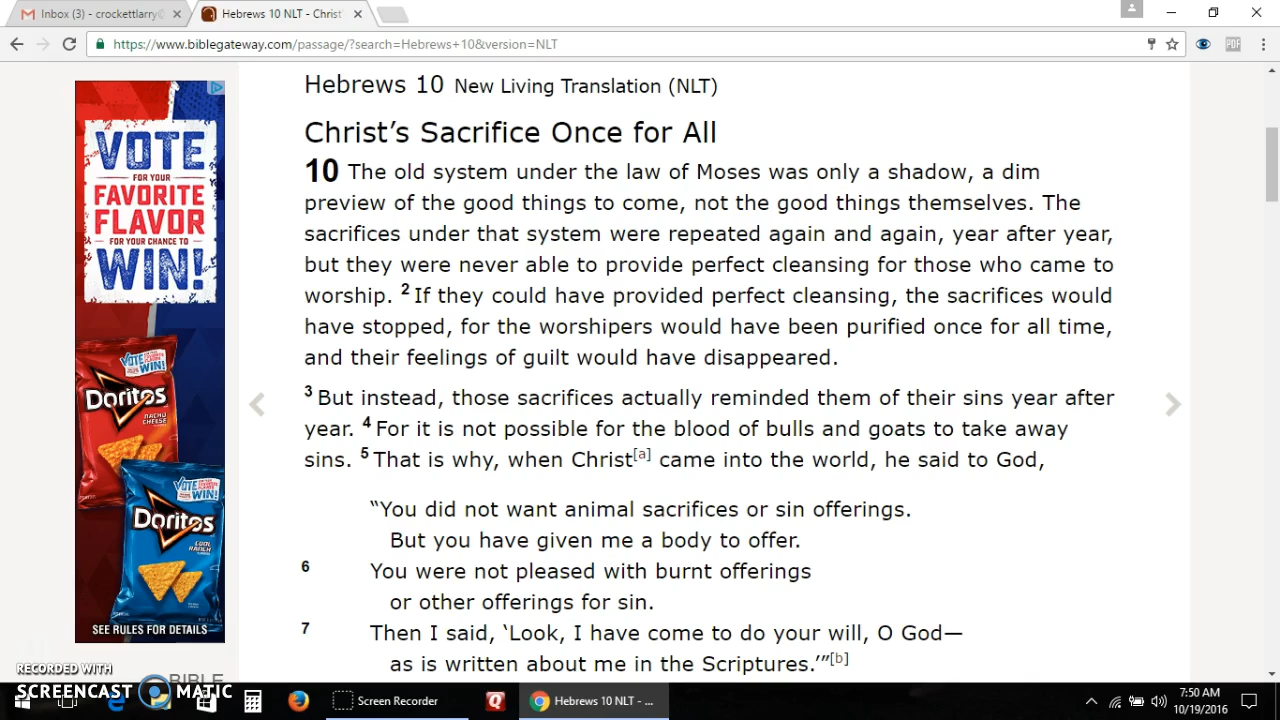 Inbox (3) - crockettlarry@
Hebrews 10 NLT - Christ
https://www.biblegateway.com/passage/?search=Hebrews+10&version=NLT
PDF
VOTE
FOR YOUR
FAVORITE
FLAVOR
FOR YOUR CHANCE TO
WIN!
VOTE
WIN!
Doritos
NACHO
CHEESE
VOTE
WIN!
Doritos
COOL
RANCH
SEE RULES FOR DETAILS
Hebrews 10 New Living Translation (NLT)
Christ’s Sacrifice Once for All
10 The old system under the law of Moses was only a shadow, a dim
preview of the good things to come, not the good things themselves. The
sacrifices under that system were repeated again and again, year after year,
but they were never able to provide perfect cleansing for those who came to
worship. 2 If they could have provided perfect cleansing, the sacrifices would
have stopped, for the worshipers would have been purified once for all time,
and their feelings of guilt would have disappeared.
3 But instead, those sacrifices actually reminded them of their sins year after
year. 4 For it is not possible for the blood of bulls and goats to take away
sins. 5 That is why, when Christ[a] came into the world, he said to God,
“You did not want animal sacrifices or sin offerings.
But you have given me a body to offer.
6 You were not pleased with burnt offerings
or other offerings for sin.
7 Then I said, ‘Look, I have come to do your will, O God—
as is written about me in the Scriptures.’”[b]
BIBLE
RECORDED WITH
SCREENCAST MATIC
Screen Recorder
Hebrews 10 NLT - ...
7:50 AM
10/19/2016